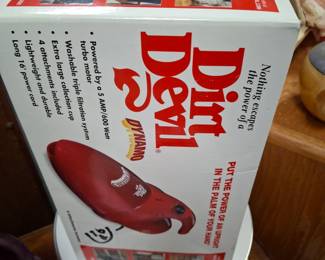 Nothing escapes
the power of a
Dirt
Devil®
DYNAMO
PUT THE POWER OF AN UPRIGHT
IN THE PALM OF YOUR HAND!
• Powered by a 5 AMP/600 Watt
turbo motor
• Washable triple filtration system
• Extra large collection cup
• 4 attachments included
• Lightweight and durable
• Long 16' power cord